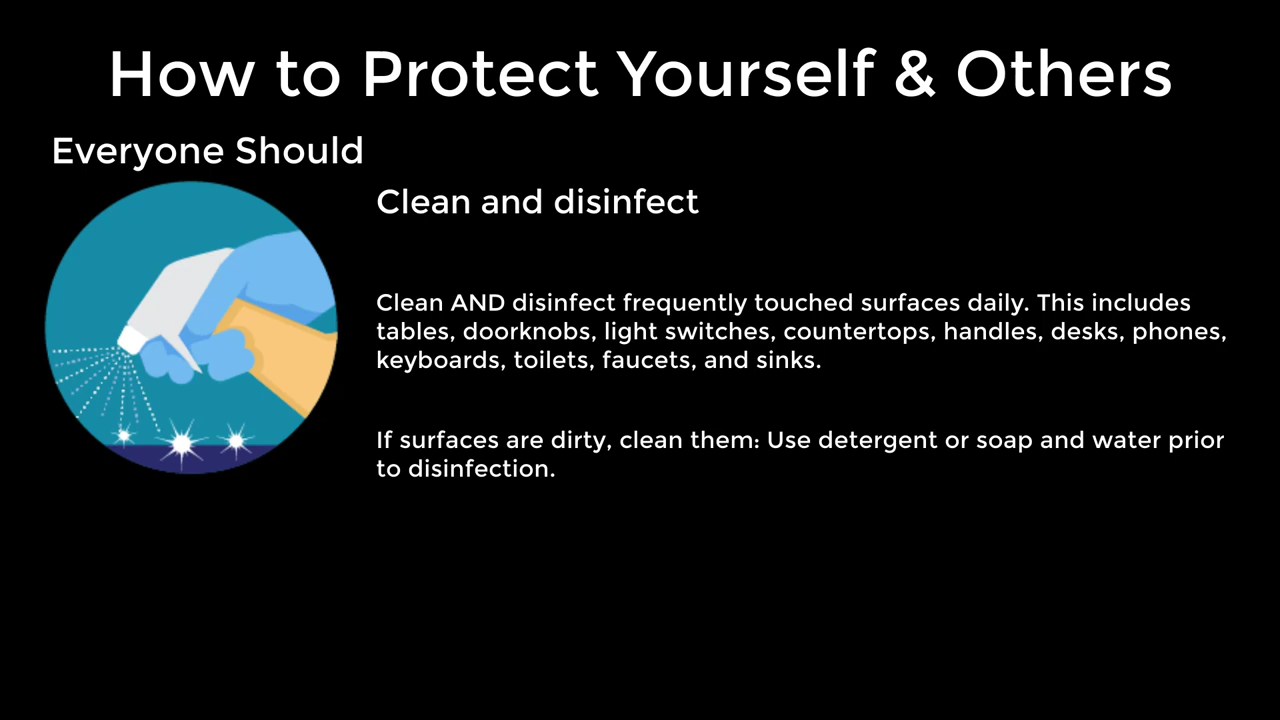 How to Protect Yourself & Others
Everyone Should
Clean and disinfect
Clean AND disinfect frequently touched surfaces daily. This includes
tables, doorknobs, light switches, countertops, handles, desks, phones,
keyboards, toilets, faucets, and sinks.
If surfaces are dirty, clean them: Use detergent or soap and water prior
to disinfection.